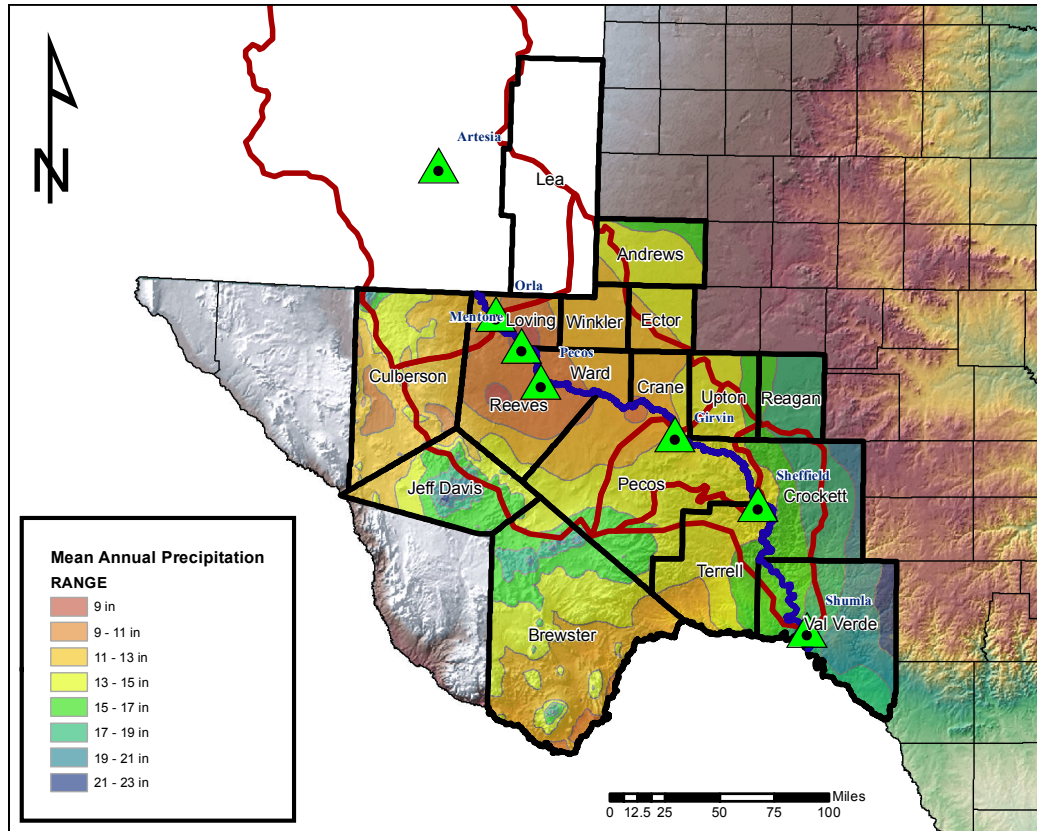 Artesia
Lea
N
Andrews
Orla
Mentone
Loving
Winkler
Ector
Pecos
Ward
Culberson
Crane
Upton
Reagan
Reeves
Girvin
Sheffield
Jeff Davis
Pecos
Crockett
Mean Annual Precipitation
RANGE
9 in
9 - 11 in
11 - 13 in
13 - 15 in
15 - 17 in
17 - 19 in
19 - 21 in
21 - 23 in
Terrell
Shumla
Val Verde
Brewster
Miles
0 12.5 25 50 75 100